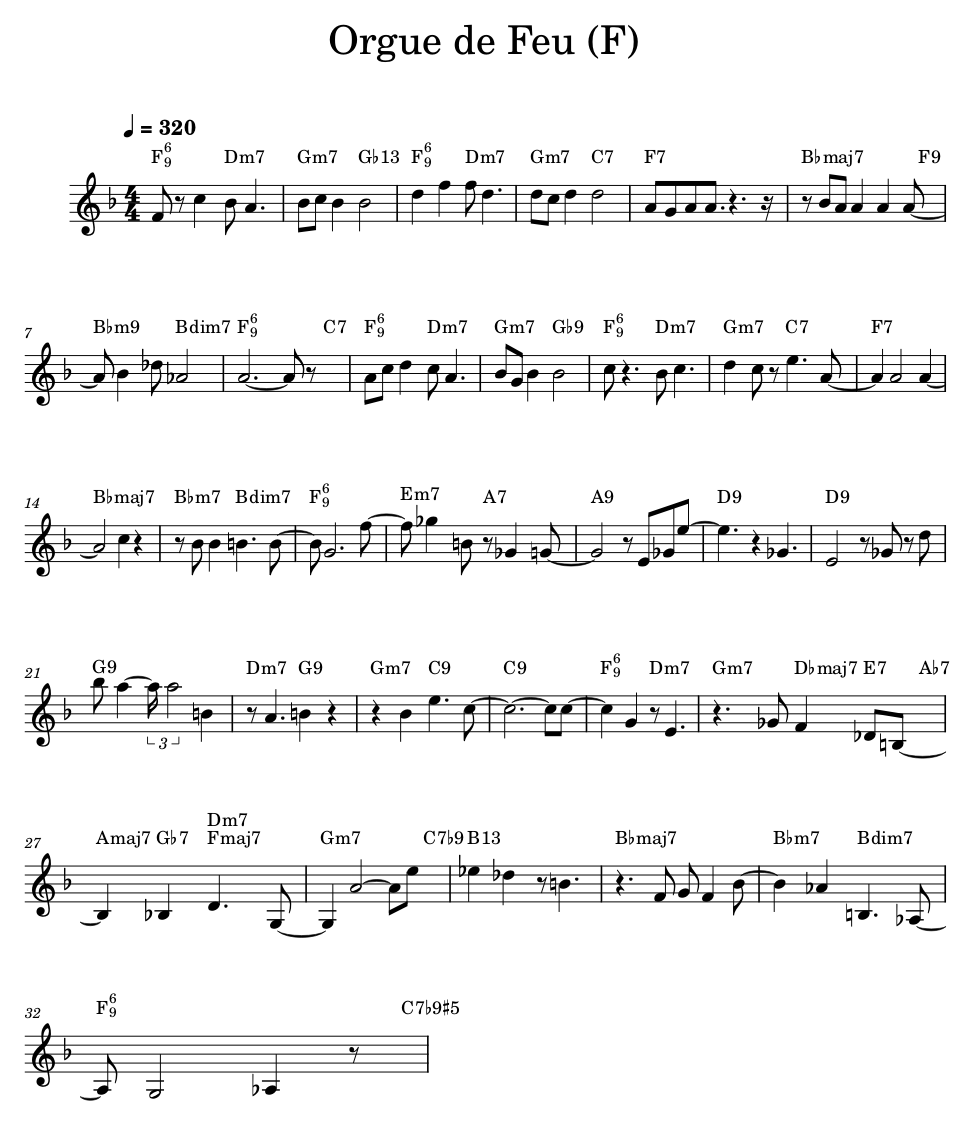 Orgue de Feu (F)
♩ = 320
F6/9 Dm7 Gm7 G♭13 F6/9 Dm7 Gm7 C7 F7 B♭maj7 F9
4/4
7 B♭m9 Bdim7 F6/9 C7 F6/9 Dm7 Gm7 G♭9 F6/9 Dm7 Gm7 C7 F7
14 B♭maj7 B♭m7 Bdim7 F6/9 Em7 A7 A9 D9 D9
21 G9 Dm7 G9 Gm7 C9 C9 F6/9 Dm7 Gm7 D♭maj7 E7 A♭7
3
Dm7
27 Amaj7 G♭7 Fmaj7 Gm7 C7♭9 B13 B♭maj7 B♭m7 Bdim7
32 F6/9 C7♭9♯5